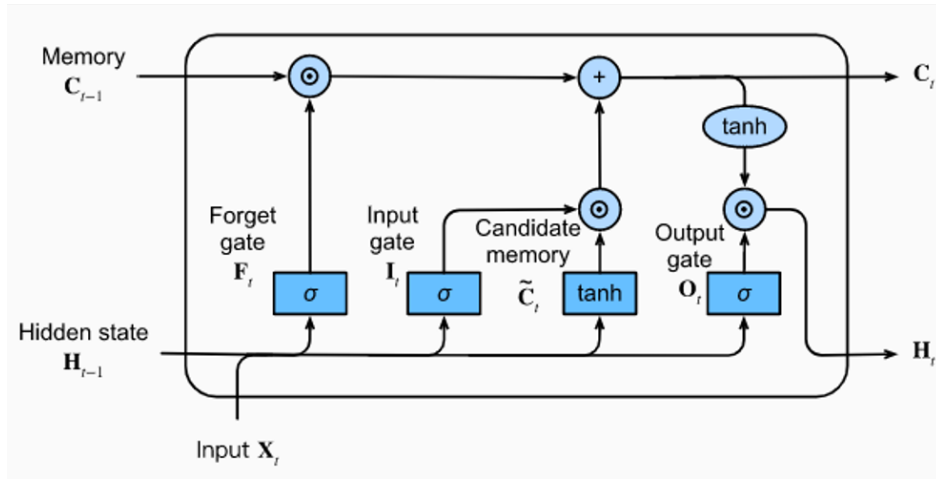 Memory
C_{t-1}
⊙
+
C_t
tanh
Forget
gate
F_t
Input
gate
I_t
Candidate
memory
C̃_t
⊙
Output
gate
O_t
⊙
σ
σ
tanh
σ
Hidden state
H_{t-1}
H_t
Input X_t